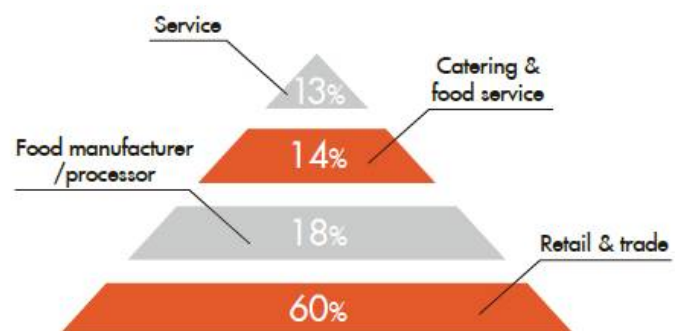 Service
13%
Catering &
food service
14%
Food manufacturer
/processor
18%
Retail & trade
60%